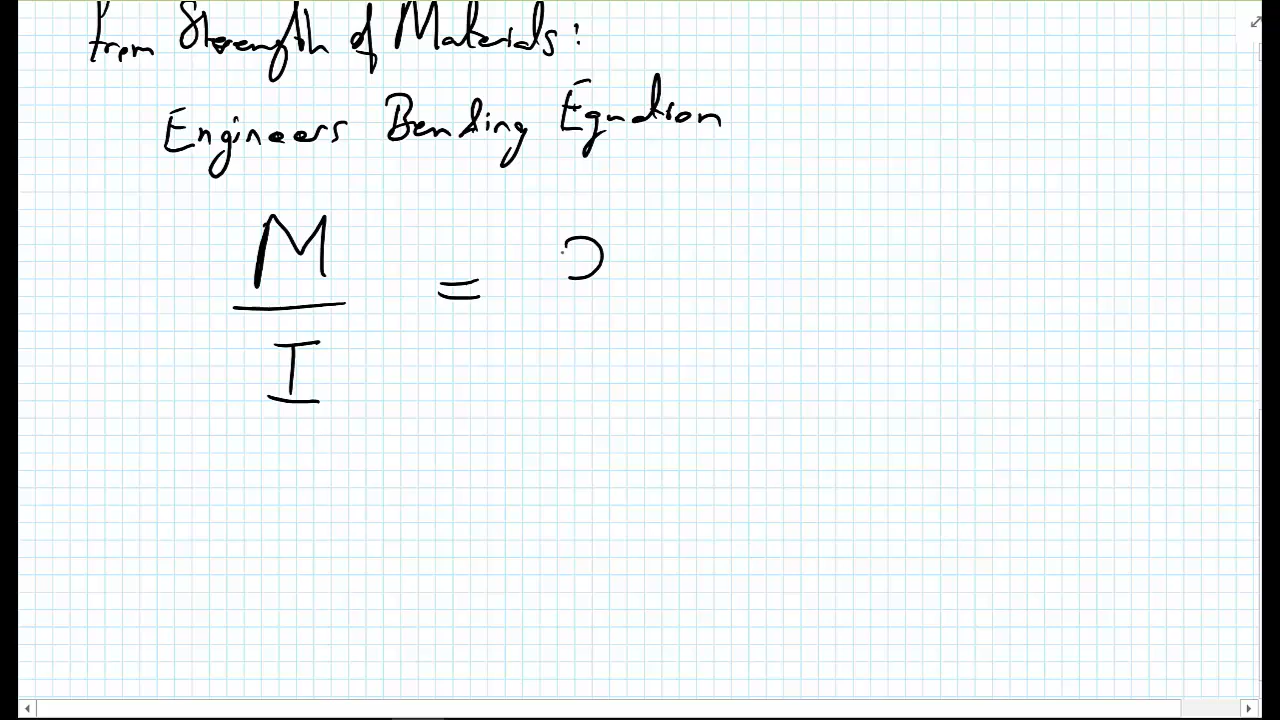 from Strength of Materials:
Engineers Bending Equation
M
=
I